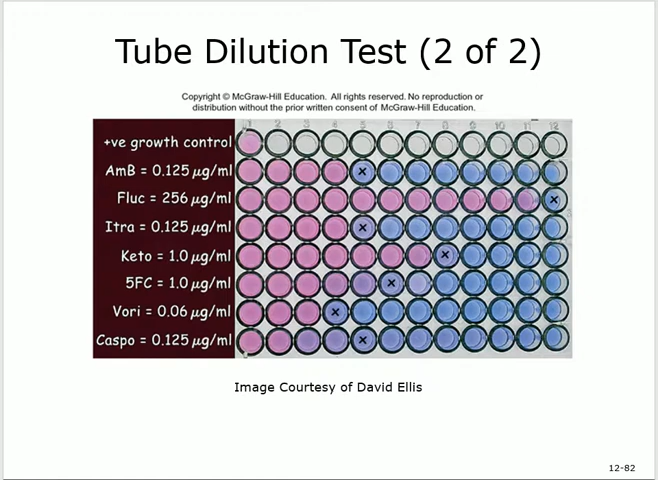 Tube Dilution Test (2 of 2)
Copyright © McGraw-Hill Education. All rights reserved. No reproduction or
distribution without the prior written consent of McGraw-Hill Education.
1 2 3 4 5 6 7 8 9 10 11 12
+ve growth control
AmB = 0.125 µg/ml x
Fluc = 256 µg/ml x
Itra = 0.125 µg/ml x
Keto = 1.0 µg/ml x
5FC = 1.0 µg/ml x
Vori = 0.06 µg/ml x
Caspo = 0.125 µg/ml x
Image Courtesy of David Ellis
12-82